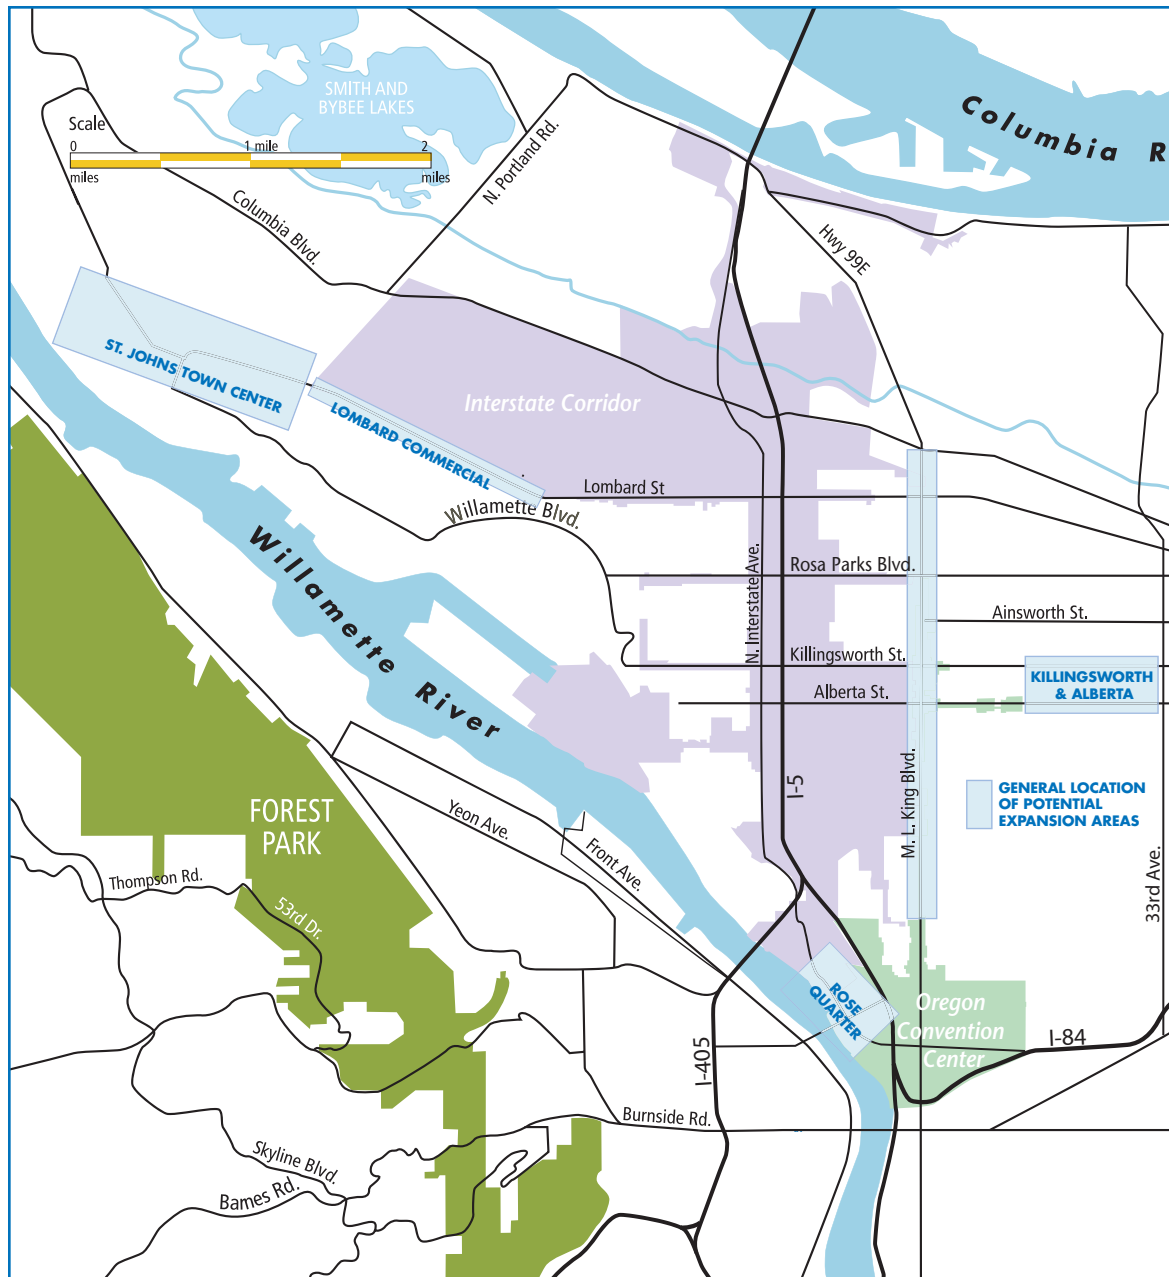 SMITH AND
BYBEE LAKES
Columbia R
Scale
0 1 mile 2
miles miles
N. Portland Rd.
Columbia Blvd.
Hwy 99E
ST. JOHNS TOWN CENTER
LOMBARD COMMERCIAL
Interstate Corridor
Lombard St
Willamette Blvd.
Willamette River
N. Interstate Ave.
Rosa Parks Blvd.
Ainsworth St.
Killingsworth St.
KILLINGSWORTH
& ALBERTA
Alberta St.
I-5
M. L. King Blvd.
GENERAL LOCATION
OF POTENTIAL
EXPANSION AREAS
FOREST
PARK
Yeon Ave.
Front Ave.
33rd Ave.
Thompson Rd.
53rd Dr.
ROSE
QUARTER
Oregon
Convention
Center
I-84
I-405
Burnside Rd.
Skyline Blvd.
Barnes Rd.